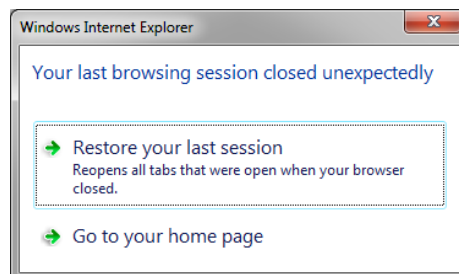 Windows Internet Explorer
Your last browsing session closed unexpectedly
Restore your last session
Reopens all tabs that were open when your browser
closed.
Go to your home page